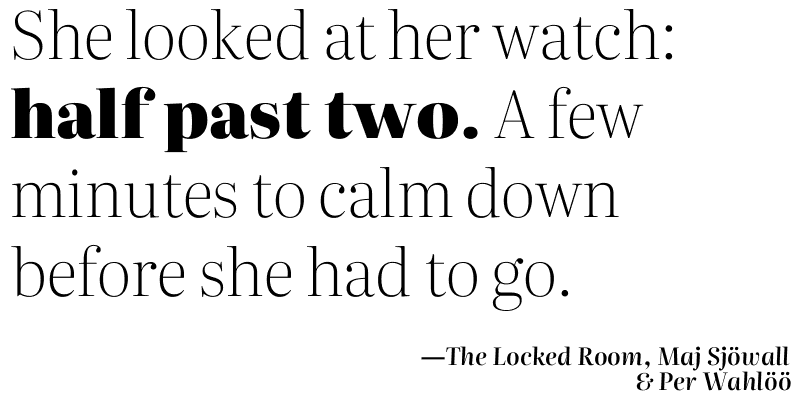 She looked at her watch:
half past two. A few
minutes to calm down
before she had to go.
—The Locked Room, Maj Sjöwall
& Per Wahlöö